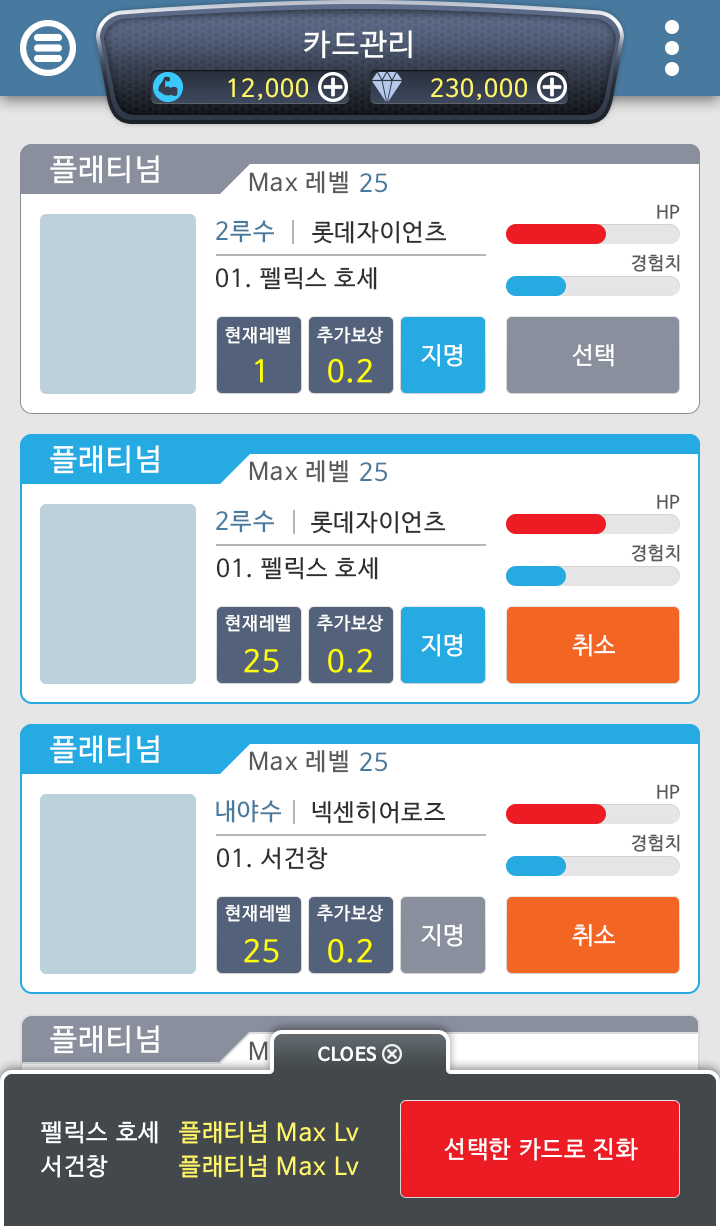 카드관리
12,000 230,000
플래티넘
Max 레벨 25
HP
2루수 롯데자이언츠
경험치
01. 펠릭스 호세
현재레벨 추가보상
1 0.2 지명 선택
플래티넘
Max 레벨 25
HP
2루수 롯데자이언츠
경험치
01. 펠릭스 호세
현재레벨 추가보상
25 0.2 지명 취소
플래티넘
Max 레벨 25
HP
내야수 넥센히어로즈
경험치
01. 서건창
현재레벨 추가보상
25 0.2 지명 취소
플래티넘
M
CLOES
펠릭스 호세 플래티넘 Max Lv
서건창 플래티넘 Max Lv
선택한 카드로 진화